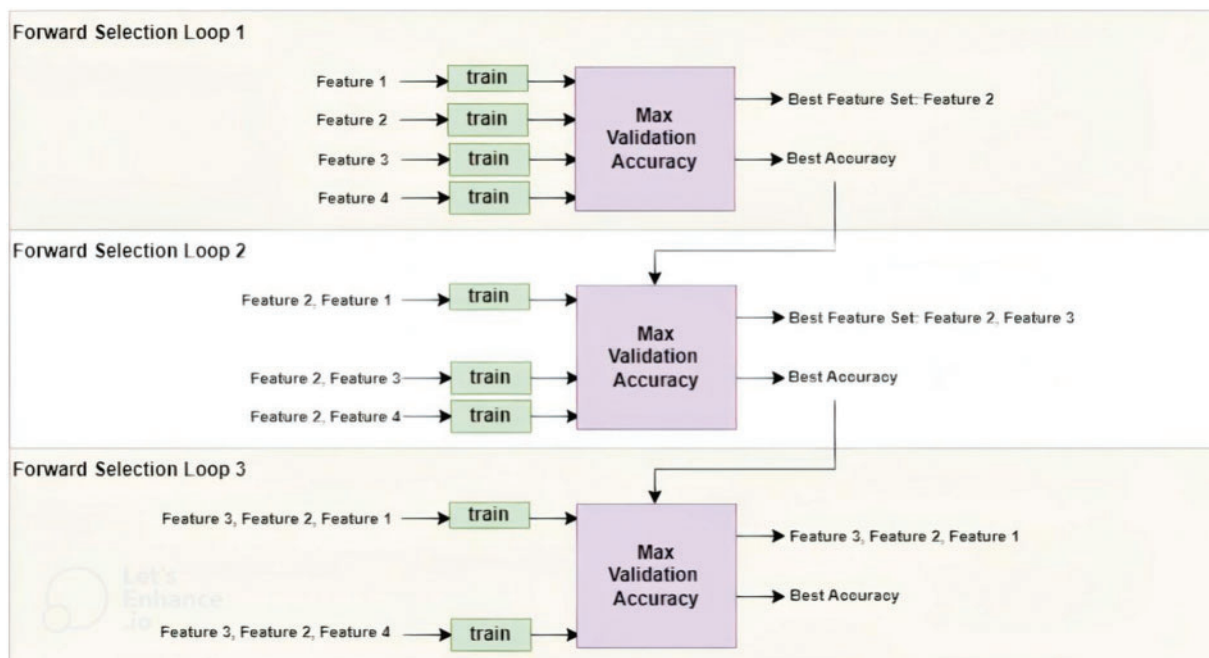 Forward Selection Loop 1
Feature 1
train
Feature 2
train
Feature 3
train
Feature 4
train
Max
Validation
Accuracy
Best Feature Set: Feature 2
Best Accuracy
Forward Selection Loop 2
Feature 2, Feature 1
train
Feature 2, Feature 3
train
Feature 2, Feature 4
train
Max
Validation
Accuracy
Best Feature Set: Feature 2, Feature 3
Best Accuracy
Forward Selection Loop 3
Feature 3, Feature 2, Feature 1
train
Feature 3, Feature 2, Feature 4
train
Max
Validation
Accuracy
Feature 3, Feature 2, Feature 1
Best Accuracy
Let's
Enhance
.io